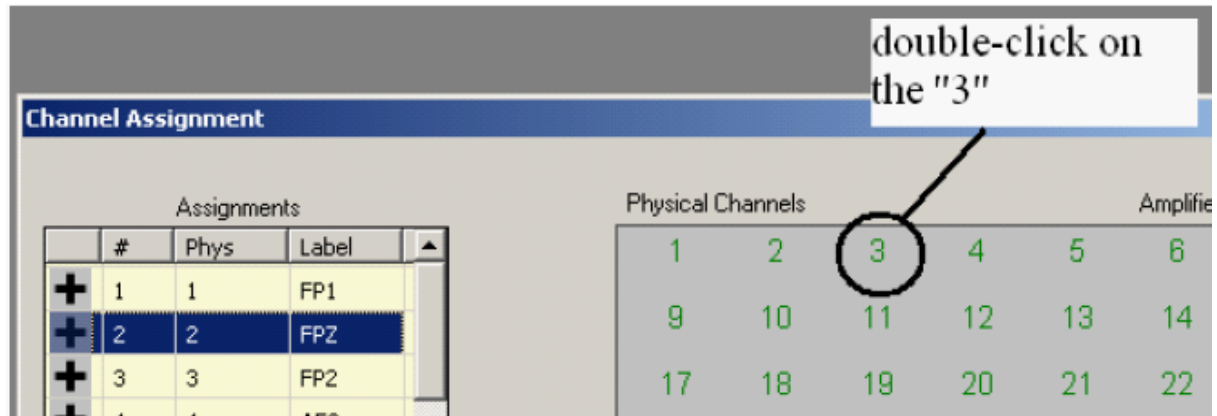 double-click on
the "3"
Channel Assignment
Assignments
# Phys Label
1 1 FP1
2 2 FPZ
3 3 FP2
Physical Channels
1 2 3 4 5 6
9 10 11 12 13 14
17 18 19 20 21 22